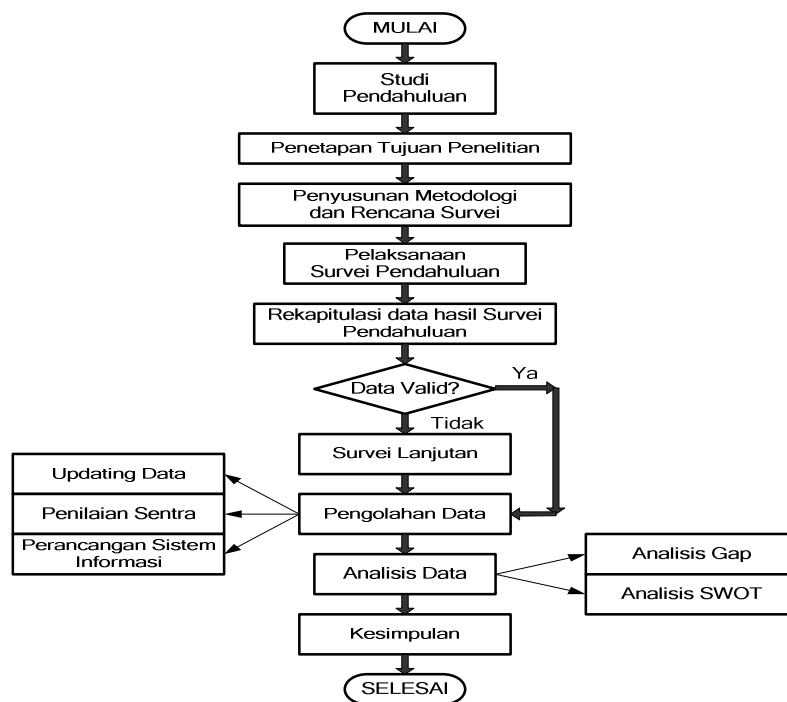 MULAI
Studi
Pendahuluan
Penetapan Tujuan Penelitian
Penyusunan Metodologi
dan Rencana Survei
Pelaksanaan
Survei Pendahuluan
Rekapitulasi data hasil Survei
Pendahuluan
Data Valid?
Ya
Tidak
Survei Lanjutan
Pengolahan Data
Updating Data
Penilaian Sentra
Perancangan Sistem
Informasi
Analisis Data
Analisis Gap
Analisis SWOT
Kesimpulan
SELESAI